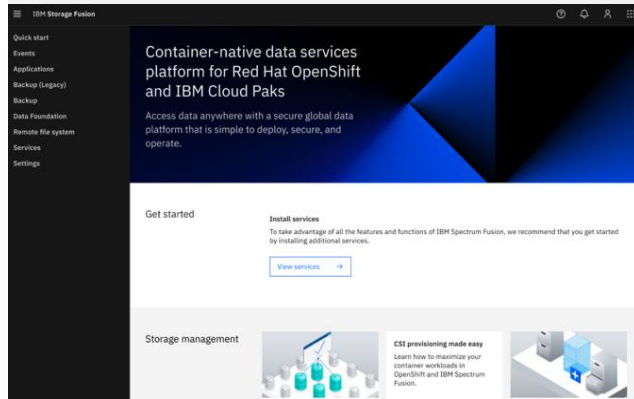 IBM Storage Fusion
Quick start
Events
Applications
Backup (Legacy)
Backup
Data Foundation
Remote file system
Services
Settings
Container-native data services
platform for Red Hat OpenShift
and IBM Cloud Paks
Access data anywhere with a secure global data
platform that is simple to deploy, secure, and
operate.
Get started
Install services
To take advantage of all the features and functions of IBM Spectrum Fusion, we recommend that you get started
by installing additional services.
View services
Storage management
CSI provisioning made easy
Learn how to maximize your
container workloads in
OpenShift and IBM Spectrum
Fusion.